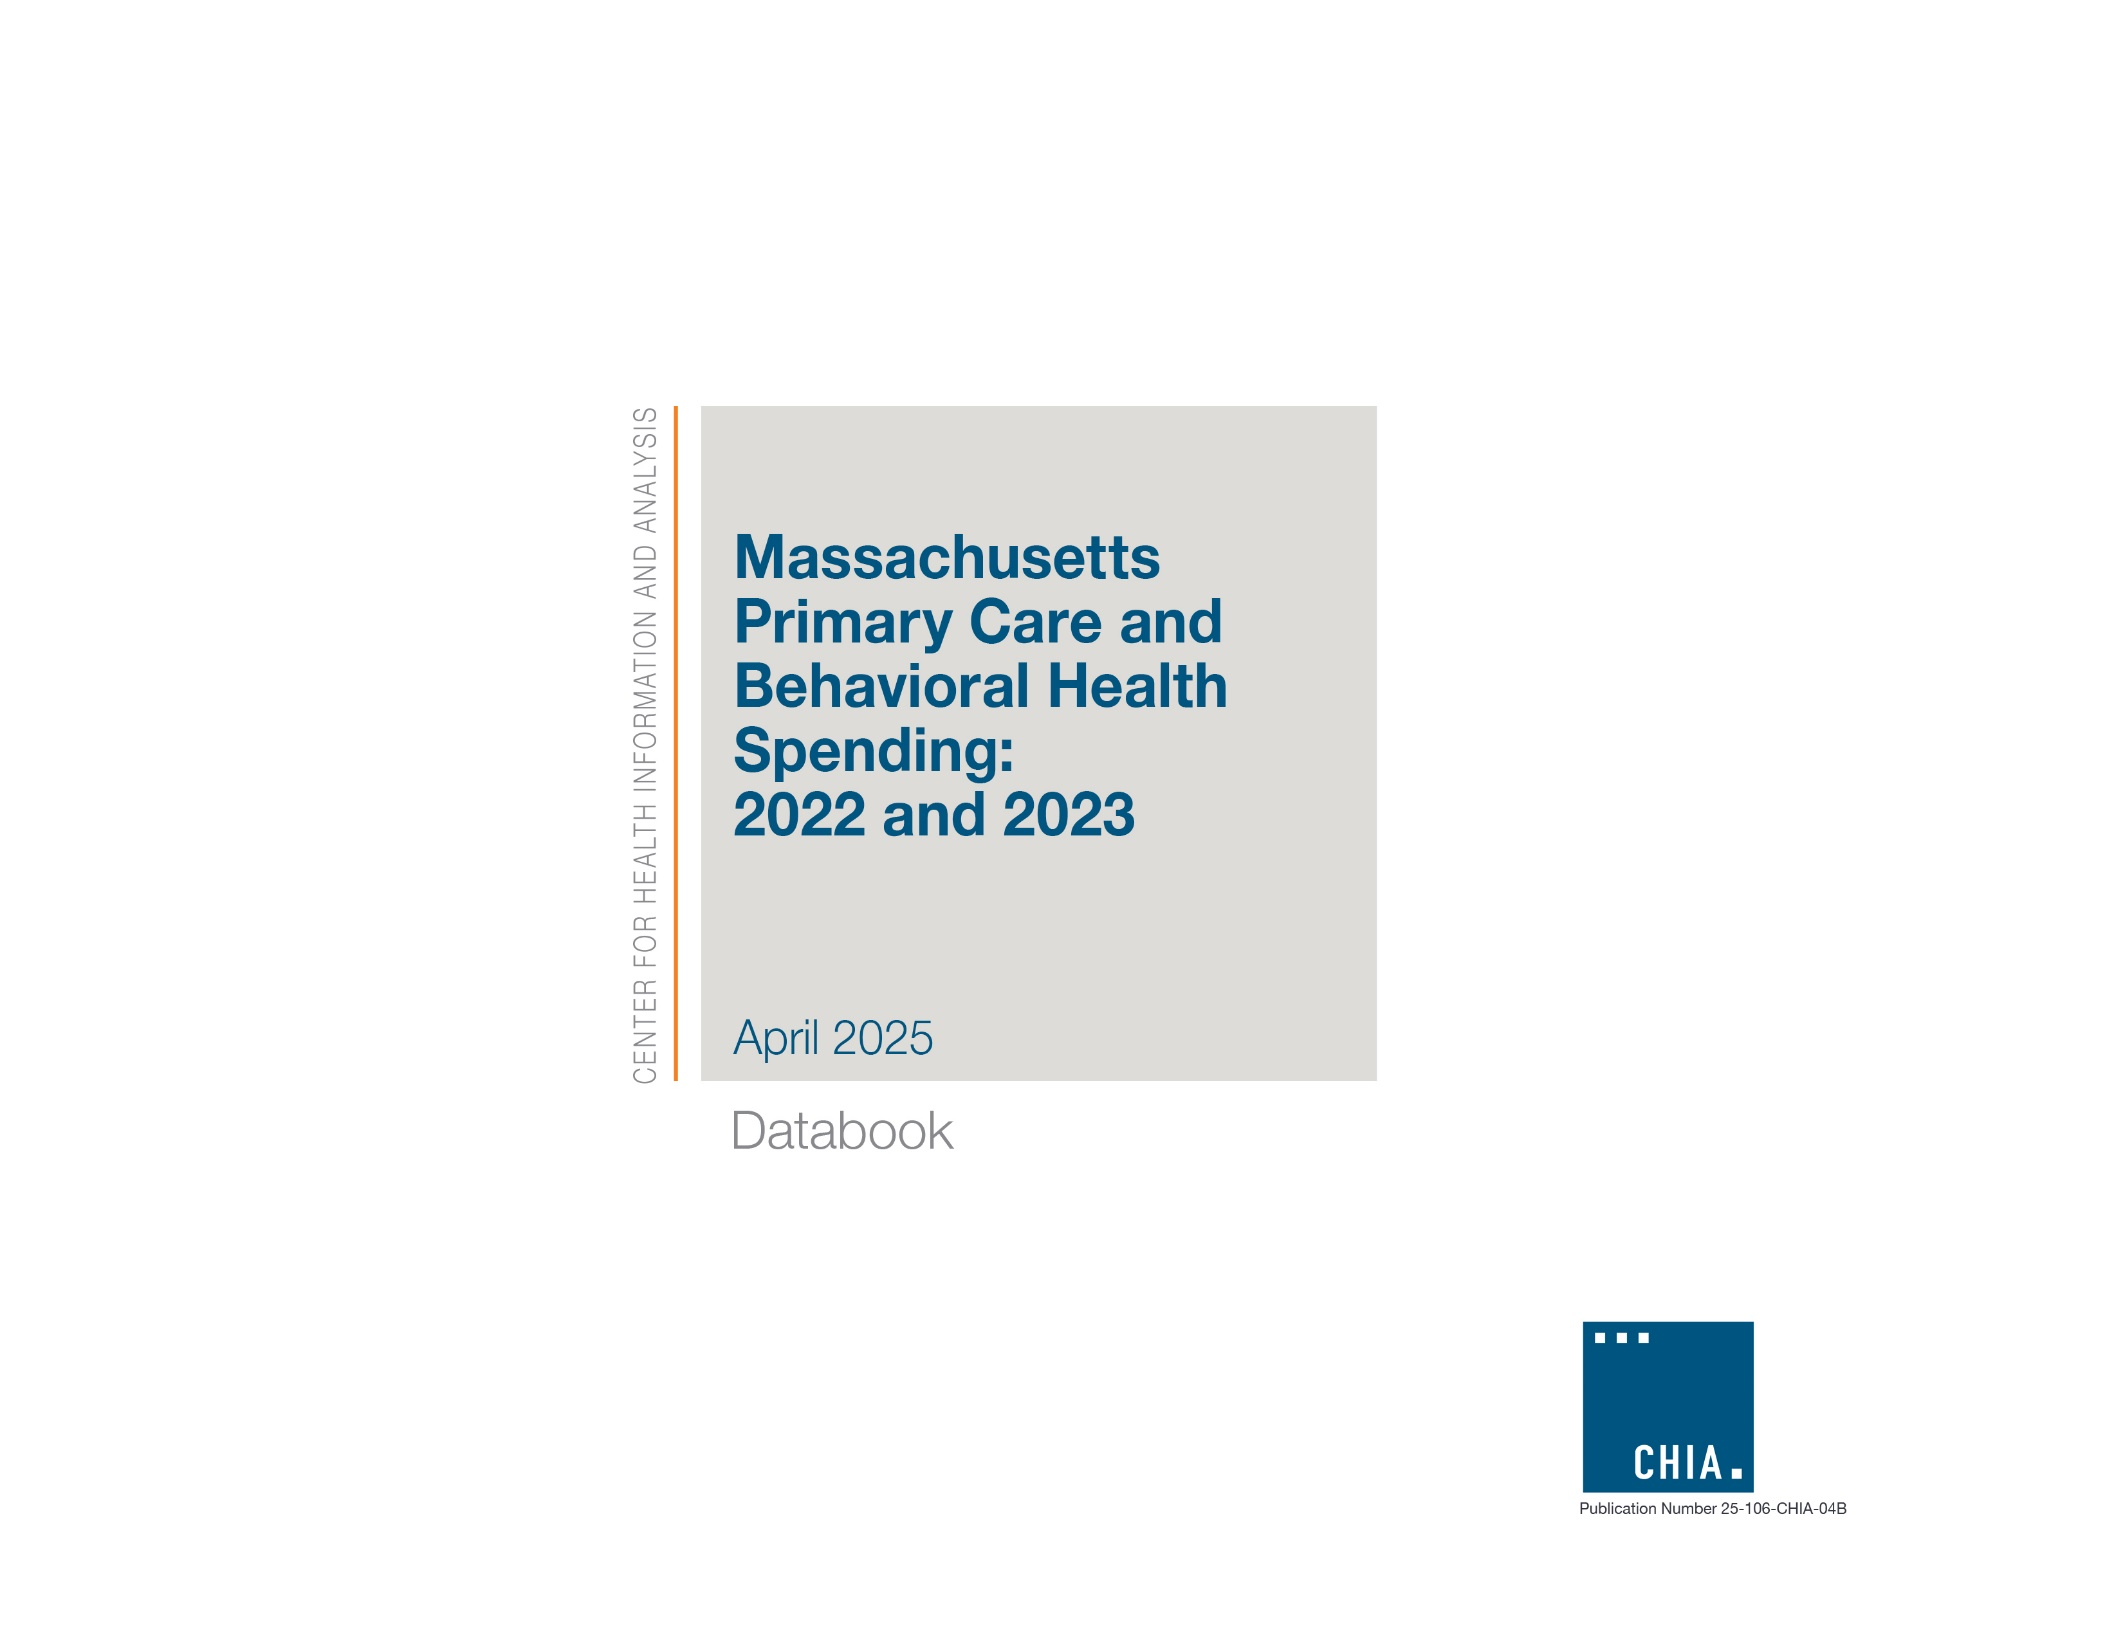 CENTER FOR HEALTH INFORMATION AND ANALYSIS
Massachusetts
Primary Care and
Behavioral Health
Spending:
2022 and 2023
April 2025
Databook
CHIA.
Publication Number 25-106-CHIA-04B